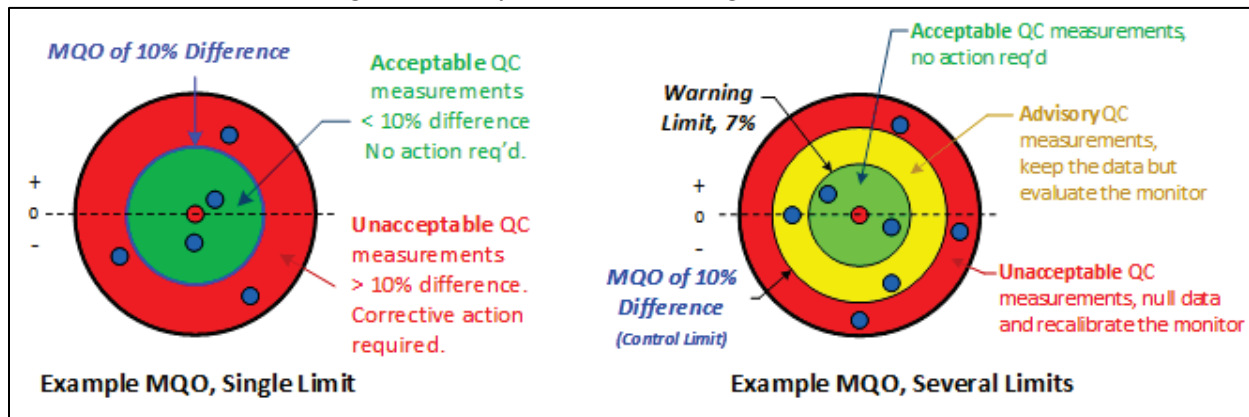 MQO of 10% Difference
Acceptable QC
measurements
< 10% difference
No action req'd.
+
0
-
Unacceptable QC
measurements
> 10% difference.
Corrective action
required.
Example MQO, Single Limit
Acceptable QC measurements,
no action req'd
Warning
Limit, 7%
Advisory QC
measurements,
keep the data but
evaluate the monitor
+
0
-
MQO of 10%
Difference
(Control Limit)
Unacceptable QC
measurements, null data
and recalibrate the monitor
Example MQO, Several Limits